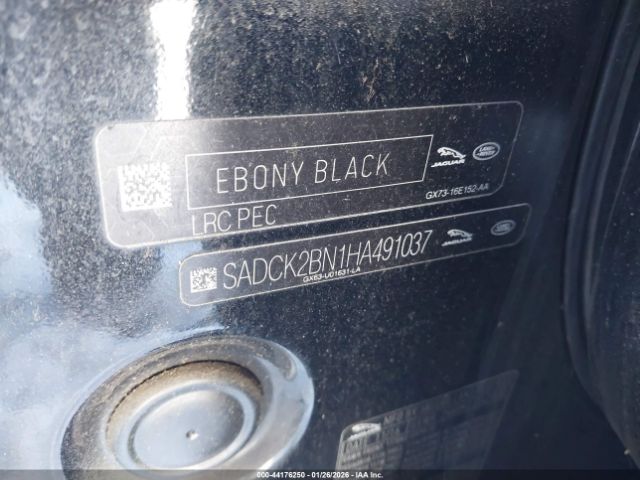 EBONY BLACK
JAGUAR
LAND ROVER
LRC PEC
GX73-16E152-AA
SADCK2BN1HA491037
GX63-U01631-LA
000-44176250 01/26/2026 IAA Inc.